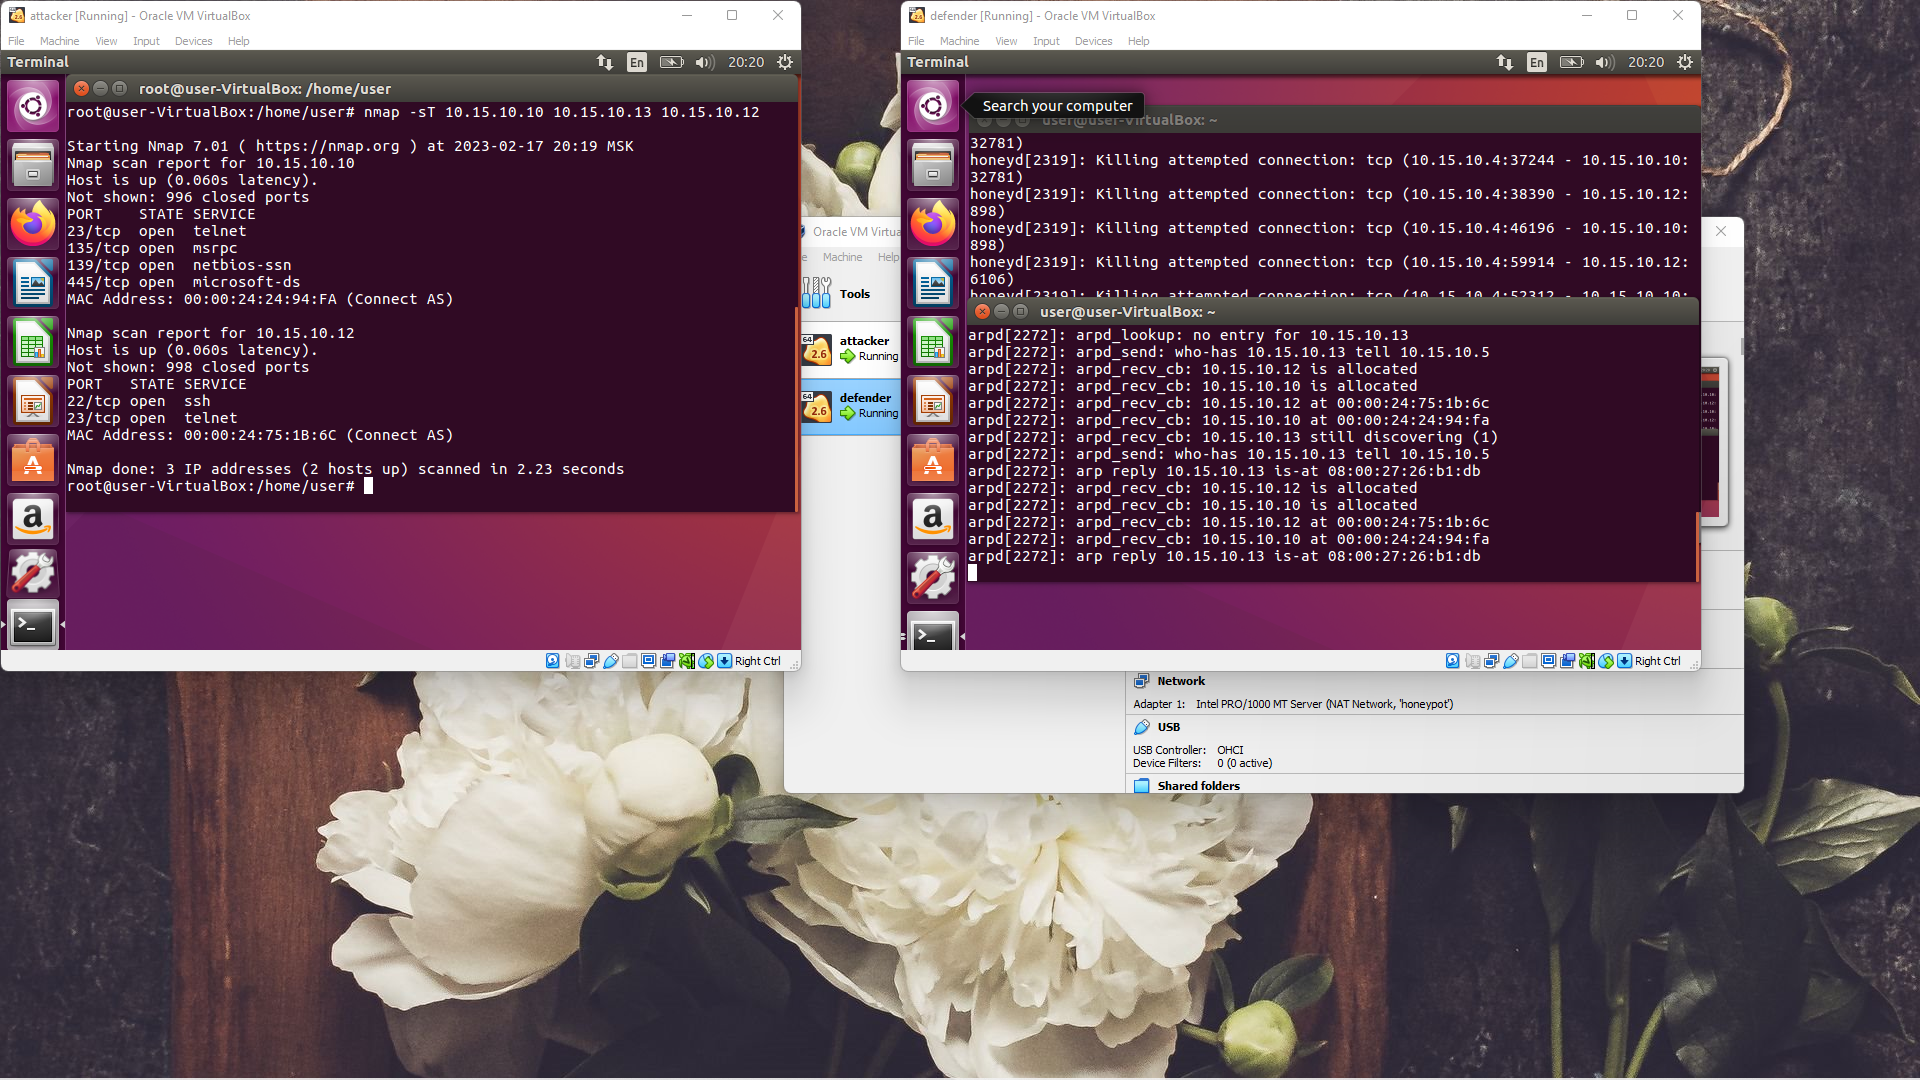 attacker [Running] - Oracle VM VirtualBox
File Machine View Input Devices Help
Terminal
En
20:20
root@user-VirtualBox: /home/user
root@user-VirtualBox:/home/user# nmap -sT 10.15.10.10 10.15.10.13 10.15.10.12
Starting Nmap 7.01 ( https://nmap.org ) at 2023-02-17 20:19 MSK
Nmap scan report for 10.15.10.10
Host is up (0.060s latency).
Not shown: 996 closed ports
PORT    STATE SERVICE
23/tcp  open  telnet
135/tcp open  msrpc
139/tcp open  netbios-ssn
445/tcp open  microsoft-ds
MAC Address: 00:00:24:24:94:FA (Connect AS)
Nmap scan report for 10.15.10.12
Host is up (0.060s latency).
Not shown: 998 closed ports
PORT   STATE SERVICE
22/tcp open  ssh
23/tcp open  telnet
MAC Address: 00:00:24:75:1B:6C (Connect AS)
Nmap done: 3 IP addresses (2 hosts up) scanned in 2.23 seconds
root@user-VirtualBox:/home/user#
Right Ctrl
Oracle VM Virtua
Machine Help
Tools
64
2.6
attacker
Running
64
2.6
defender
Running
defender [Running] - Oracle VM VirtualBox
File Machine View Input Devices Help
Terminal
En
20:20
Search your computer
user@user-VirtualBox: ~
32781)
honeyd[2319]: Killing attempted connection: tcp (10.15.10.4:37244 - 10.15.10.10:
32781)
honeyd[2319]: Killing attempted connection: tcp (10.15.10.4:38390 - 10.15.10.12:
898)
honeyd[2319]: Killing attempted connection: tcp (10.15.10.4:46196 - 10.15.10.10:
898)
honeyd[2319]: Killing attempted connection: tcp (10.15.10.4:59914 - 10.15.10.12:
6106)
honeyd[2319]: Killing attempted connection: tcp (10.15.10.4:52312 - 10.15.10.10:
user@user-VirtualBox: ~
arpd[2272]: arpd_lookup: no entry for 10.15.10.13
arpd[2272]: arpd_send: who-has 10.15.10.13 tell 10.15.10.5
arpd[2272]: arpd_recv_cb: 10.15.10.12 is allocated
arpd[2272]: arpd_recv_cb: 10.15.10.10 is allocated
arpd[2272]: arpd_recv_cb: 10.15.10.12 at 00:00:24:75:1b:6c
arpd[2272]: arpd_recv_cb: 10.15.10.10 at 00:00:24:24:94:fa
arpd[2272]: arpd_recv_cb: 10.15.10.13 still discovering (1)
arpd[2272]: arpd_send: who-has 10.15.10.13 tell 10.15.10.5
arpd[2272]: arp reply 10.15.10.13 is-at 08:00:27:26:b1:db
arpd[2272]: arpd_recv_cb: 10.15.10.12 is allocated
arpd[2272]: arpd_recv_cb: 10.15.10.10 is allocated
arpd[2272]: arpd_recv_cb: 10.15.10.12 at 00:00:24:75:1b:6c
arpd[2272]: arpd_recv_cb: 10.15.10.10 at 00:00:24:24:94:fa
arpd[2272]: arp reply 10.15.10.13 is-at 08:00:27:26:b1:db
Right Ctrl
Network
Adapter 1: Intel PRO/1000 MT Server (NAT Network, 'honeypot')
USB
USB Controller: OHCI
Device Filters: 0 (0 active)
Shared folders